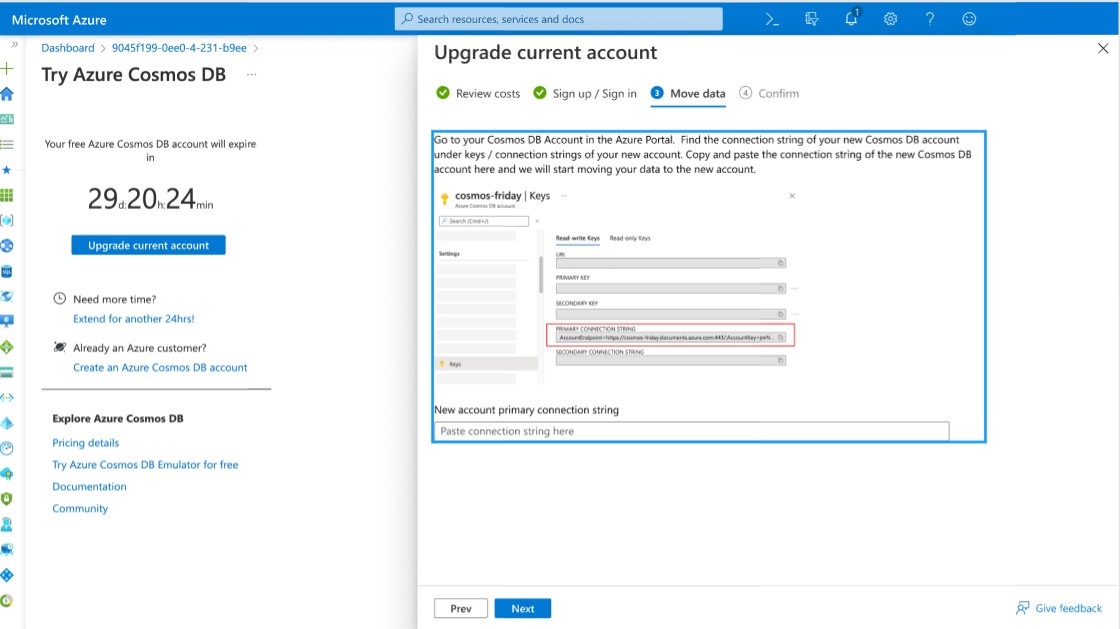 Microsoft Azure
Search resources, services and docs
1
Dashboard > 9045f199-0ee0-4-231-b9ee >
Try Azure Cosmos DB ...
Your free Azure Cosmos DB account will expire
in
29d:20h:24min
Upgrade current account
Need more time?
Extend for another 24hrs!
Already an Azure customer?
Create an Azure Cosmos DB account
Explore Azure Cosmos DB
Pricing details
Try Azure Cosmos DB Emulator for free
Documentation
Community
Upgrade current account
Review costs
Sign up / Sign in
3 Move data
4 Confirm
Go to your Cosmos DB Account in the Azure Portal. Find the connection string of your new Cosmos DB account
under keys / connection strings of your new account. Copy and paste the connection string of the new Cosmos DB
account here and we will start moving your data to the new account.
cosmos-friday | Keys ...
Azure Cosmos DB account
Search (Cmd+/)
Settings
Keys
Read-write Keys Read-only Keys
URI
PRIMARY KEY
SECONDARY KEY
PRIMARY CONNECTION STRING
AccountEndpoint=https://cosmos-friday.documents.azure.com:443/;AccountKey=
SECONDARY CONNECTION STRING
New account primary connection string
Paste connection string here
Prev
Next
Give feedback